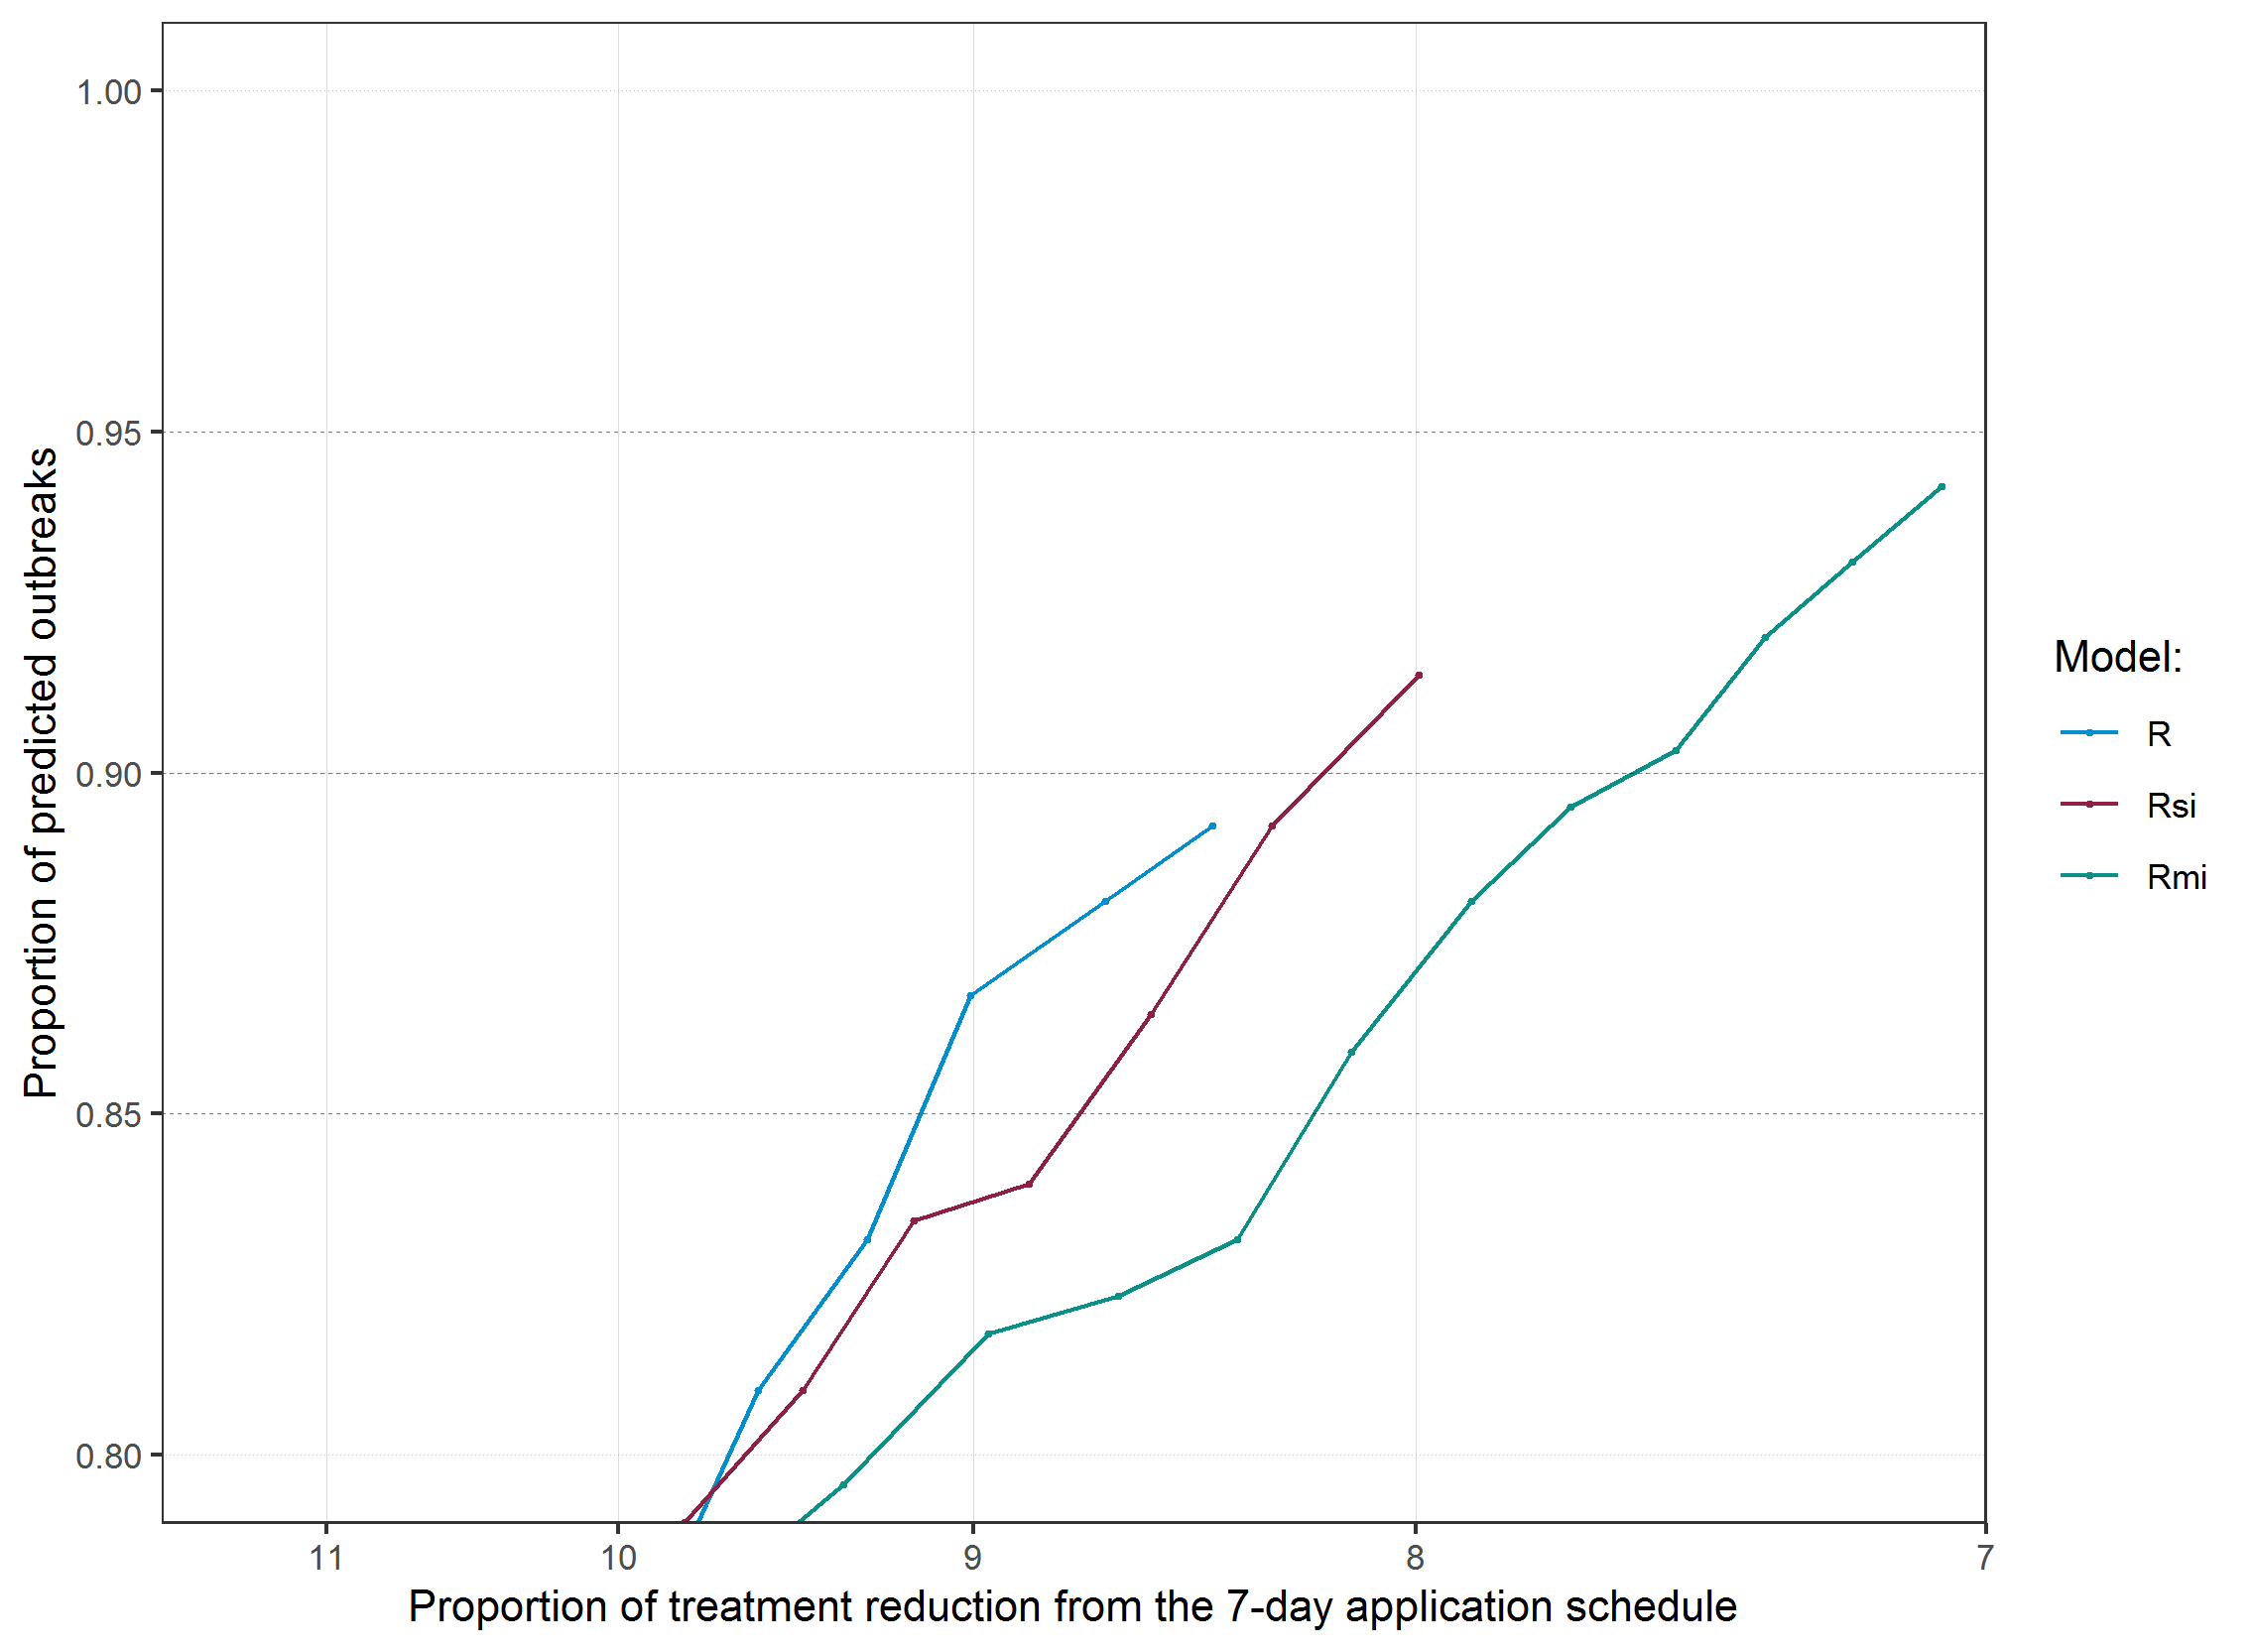 1.00
0.95
0.90
0.85
0.80
Proportion of predicted outbreaks
11 10 9 8 7
Proportion of treatment reduction from the 7-day application schedule
Model:
R
Rsi
Rmi